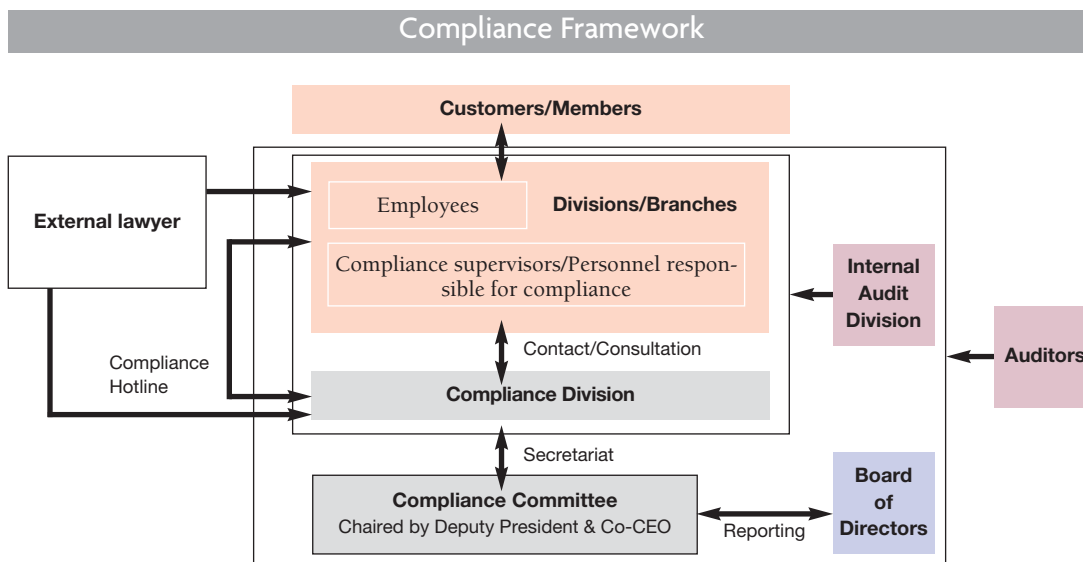 Compliance Framework
Customers/Members
External lawyer
Employees
Divisions/Branches
Compliance supervisors/Personnel respon-
sible for compliance
Internal
Audit
Division
Auditors
Contact/Consultation
Compliance
Hotline
Compliance Division
Secretariat
Compliance Committee
Chaired by Deputy President & Co-CEO
Reporting
Board
of
Directors